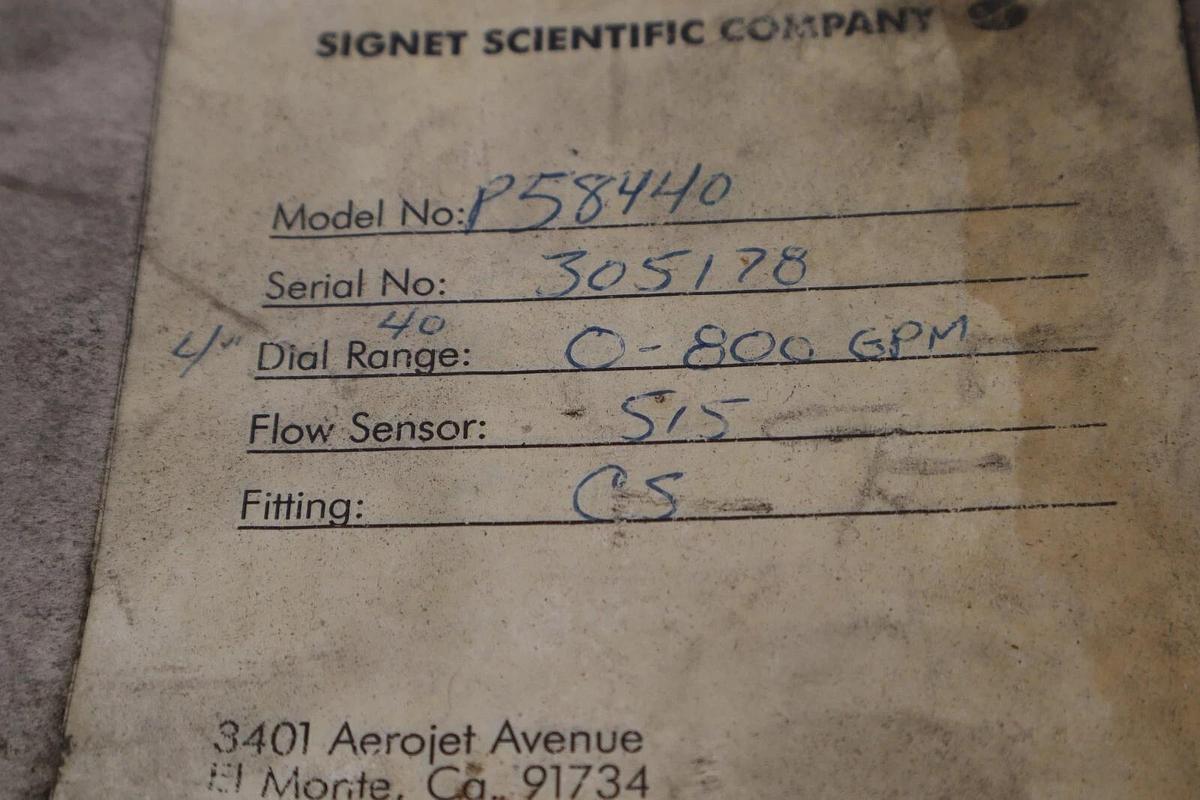 SIGNET SCIENTIFIC COMPANY
Model No: P58440
Serial No: 305178
40
4" Dial Range: 0-800 GPM
Flow Sensor: 515
Fitting: CS
3401 Aerojet Avenue
El Monte, Ca. 91734